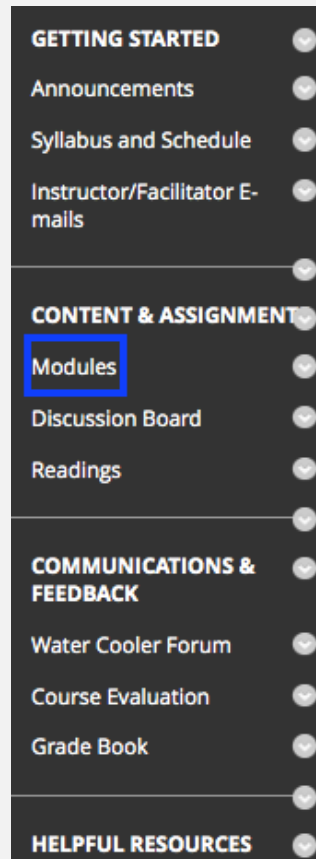 GETTING STARTED
Announcements
Syllabus and Schedule
Instructor/Facilitator E-
mails
CONTENT & ASSIGNMENT
Modules
Discussion Board
Readings
COMMUNICATIONS &
FEEDBACK
Water Cooler Forum
Course Evaluation
Grade Book
HELPFUL RESOURCES